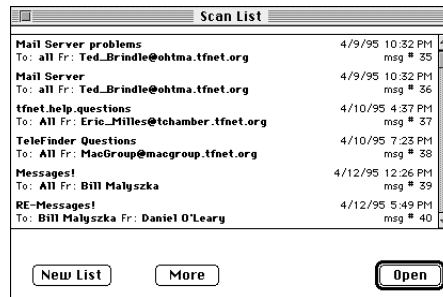 Scan List
Mail Server problems 4/9/95 10:32 PM
To: all Fr: Ted_Brindle@ohtma.tfnet.org msg # 35
Mail Server 4/9/95 10:32 PM
To: all Fr: Ted_Brindle@ohtma.tfnet.org msg # 36
tfnet.help.questions 4/10/95 4:37 PM
To: All Fr: Eric_Milles@tchamber.tfnet.org msg # 37
TeleFinder Questions 4/10/95 7:23 PM
To: All Fr: MacGroup@macgroup.tfnet.org msg # 38
Messages! 4/12/95 12:26 PM
To: All Fr: Bill Malyszka msg # 39
RE-Messages! 4/12/95 5:49 PM
To: Bill Malyszka Fr: Daniel O'Leary msg # 40
New List More Open